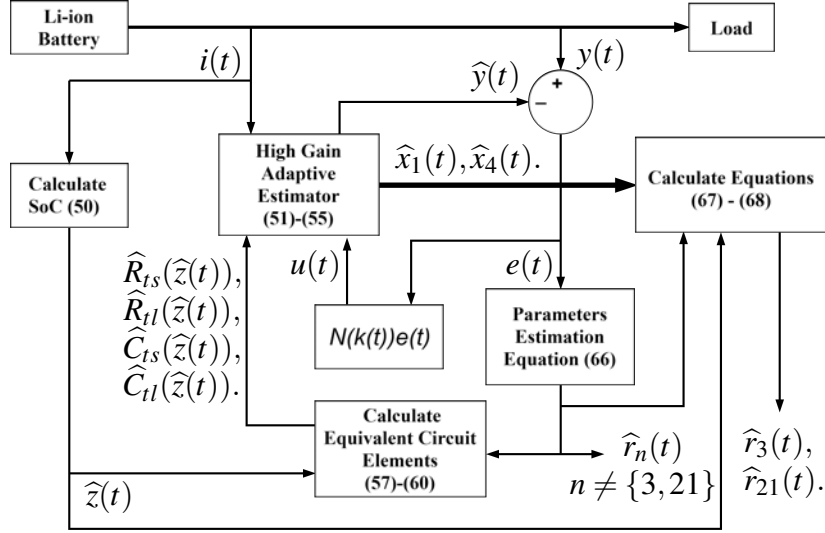 Li-ion
Battery
Load
i(t)
y(t)
ŷ(t)
+
−
Calculate
SoC (50)
High Gain
Adaptive
Estimator
(51)-(55)
x̂₁(t), x̂₄(t).
Calculate Equations
(67) - (68)
R̂ₜₛ(ẑ(t)),
R̂ₜₗ(ẑ(t)),
Ĉₜₛ(ẑ(t)),
Ĉₜₗ(ẑ(t)).
u(t)
e(t)
N(k(t))e(t)
Parameters
Estimation
Equation (66)
Calculate
Equivalent Circuit
Elements
(57)-(60)
r̂ₙ(t)
n ≠ {3,21}
r̂₃(t),
r̂₂₁(t).
ẑ(t)